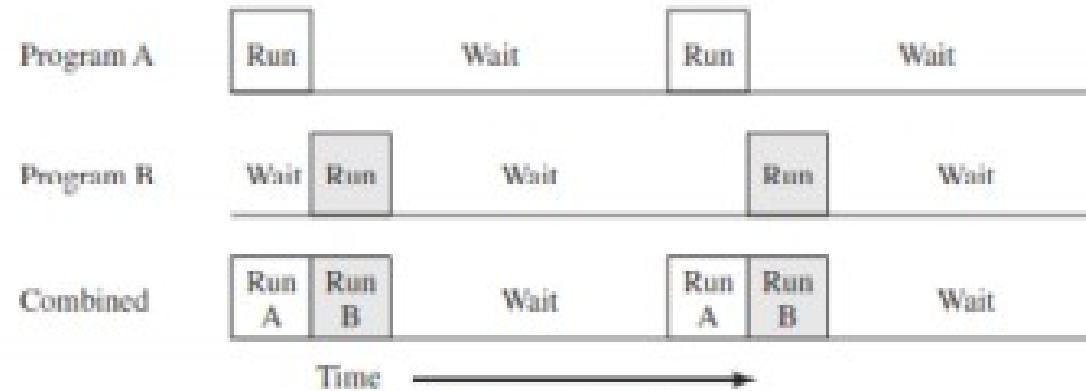 Program A Run Wait Run Wait
Program B Wait Run Wait Run Wait
Combined Run A Run B Wait Run A Run B Wait
Time